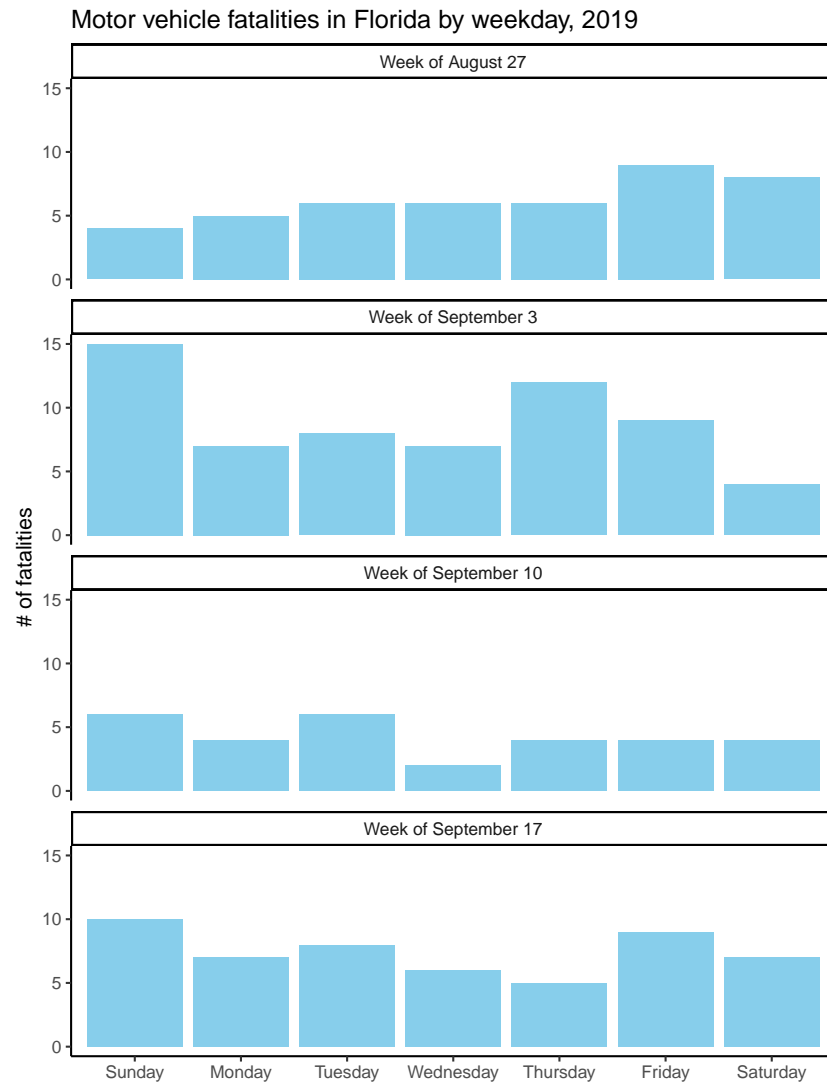 Motor vehicle fatalities in Florida by weekday, 2019
Week of August 27
15
10
5
0
Week of September 3
15
10
5
0
# of fatalities
Week of September 10
15
10
5
0
Week of September 17
15
10
5
0
Sunday Monday Tuesday Wednesday Thursday Friday Saturday